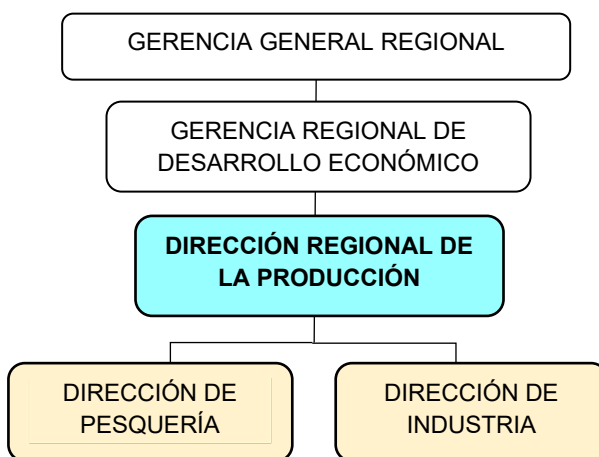 GERENCIA GENERAL REGIONAL
GERENCIA REGIONAL DE
DESARROLLO ECONÓMICO
DIRECCIÓN REGIONAL DE
LA PRODUCCIÓN
DIRECCIÓN DE
PESQUERÍA
DIRECCIÓN DE
INDUSTRIA